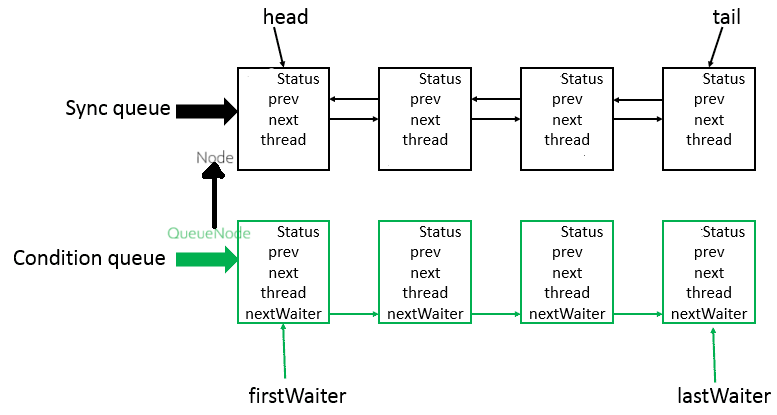 head
tail
Status
Status
Status
Status
prev
prev
prev
prev
Sync queue
next
next
next
next
thread
thread
thread
thread
Node
QueueNode
Status
Status
Status
Status
prev
prev
prev
prev
Condition queue
next
next
next
next
thread
thread
thread
thread
nextWaiter
nextWaiter
nextWaiter
nextWaiter
firstWaiter
lastWaiter